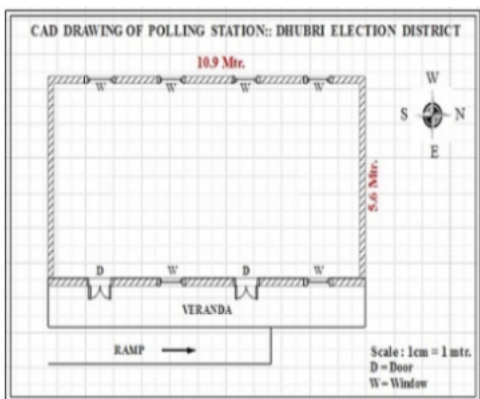 CAD DRAWING OF POLLING STATION:: DHUBRI ELECTION DISTRICT
10.9 Mtr.
W W W W
W
S N
E
5.6 Mtr.
D W D W
VERANDA
RAMP
Scale : 1cm = 1 mtr.
D = Door
W = Window